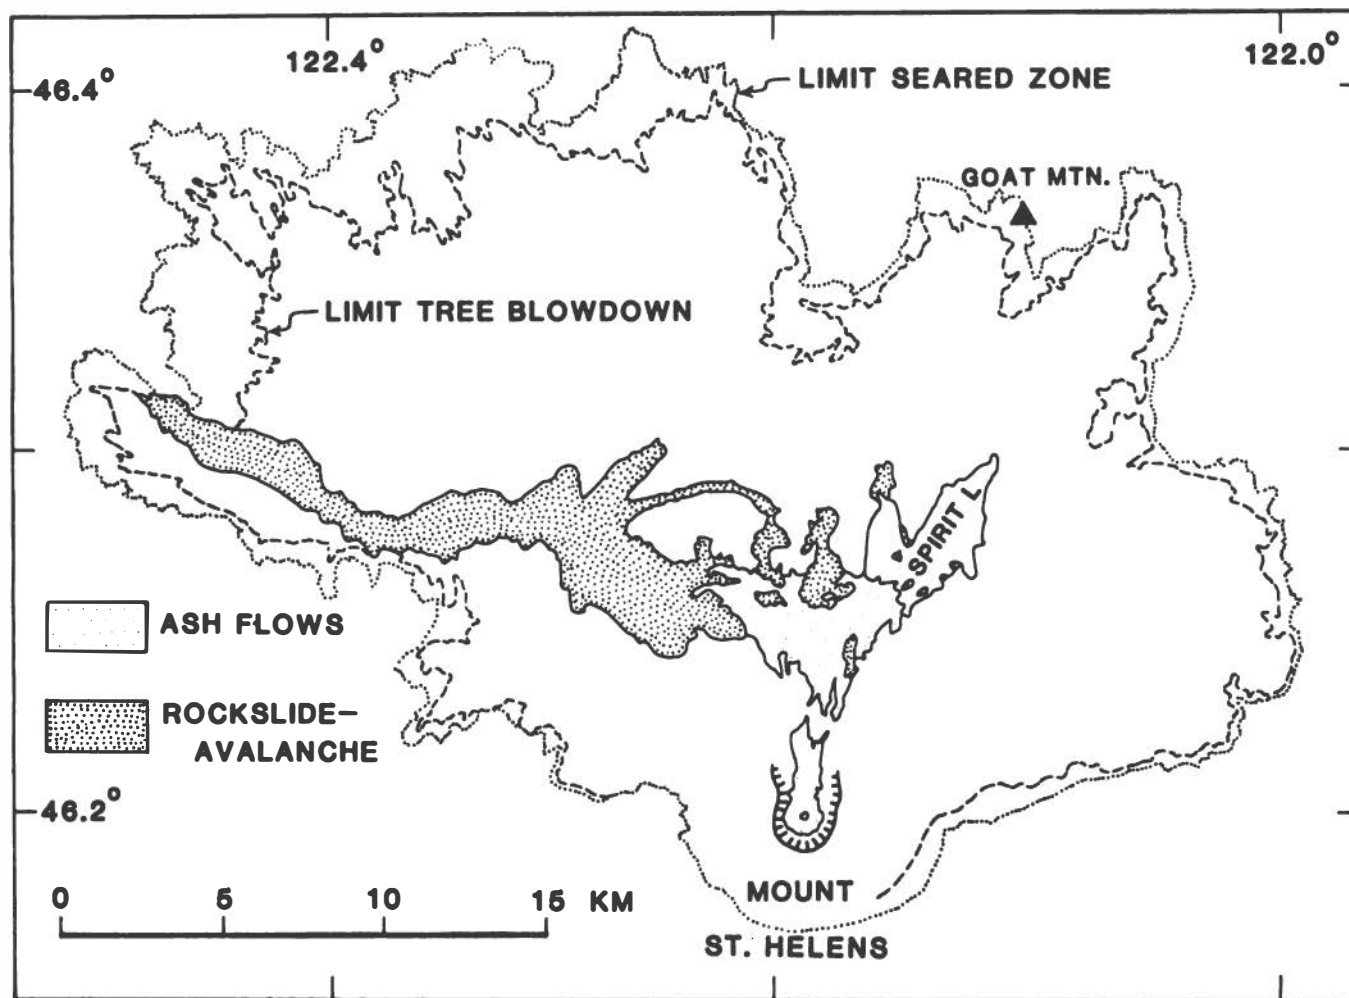 122.4°
122.0°
46.4°
LIMIT SEARED ZONE
GOAT MTN.
LIMIT TREE BLOWDOWN
SPIRIT L
ASH FLOWS
ROCKSLIDE—
AVALANCHE
46.2°
0 5 10 15 KM
MOUNT
ST. HELENS